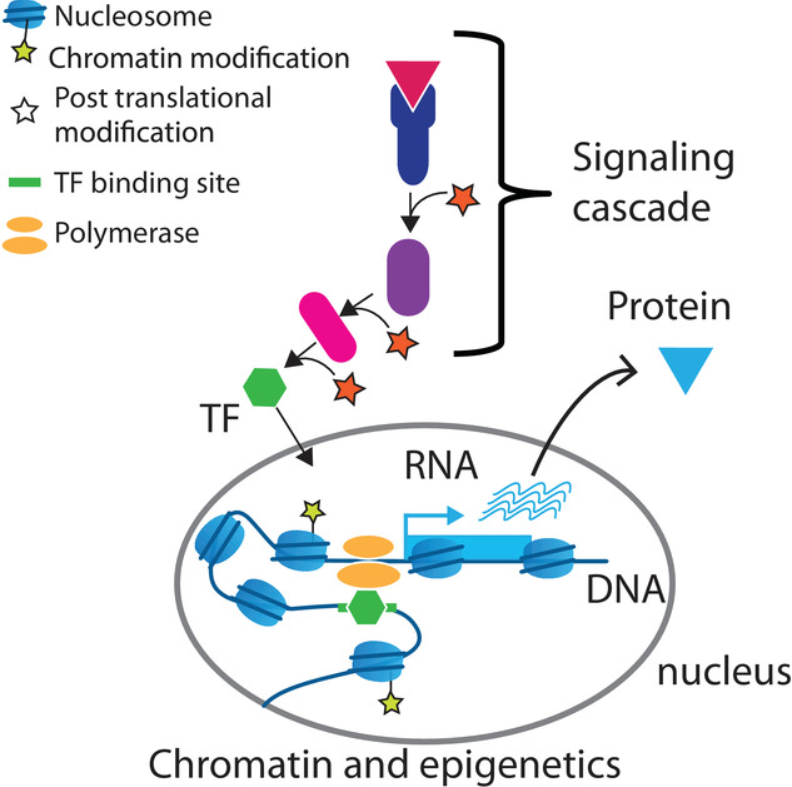 Nucleosome
Chromatin modification
Post translational
modification
TF binding site
Polymerase
Signaling
cascade
Protein
TF
RNA
DNA
nucleus
Chromatin and epigenetics